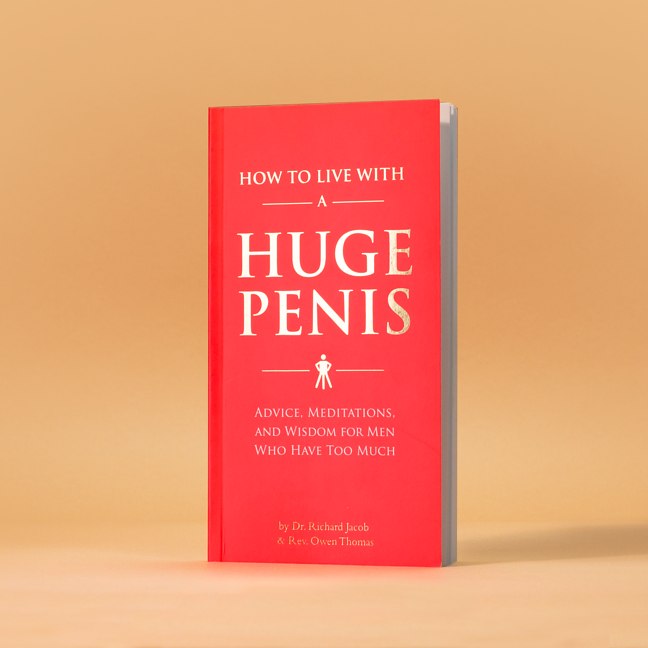 HOW TO LIVE WITH
A
HUGE
PENIS
ADVICE, MEDITATIONS,
AND WISDOM FOR MEN
WHO HAVE TOO MUCH
by Dr. Richard Jacob
& Rev. Owen Thomas